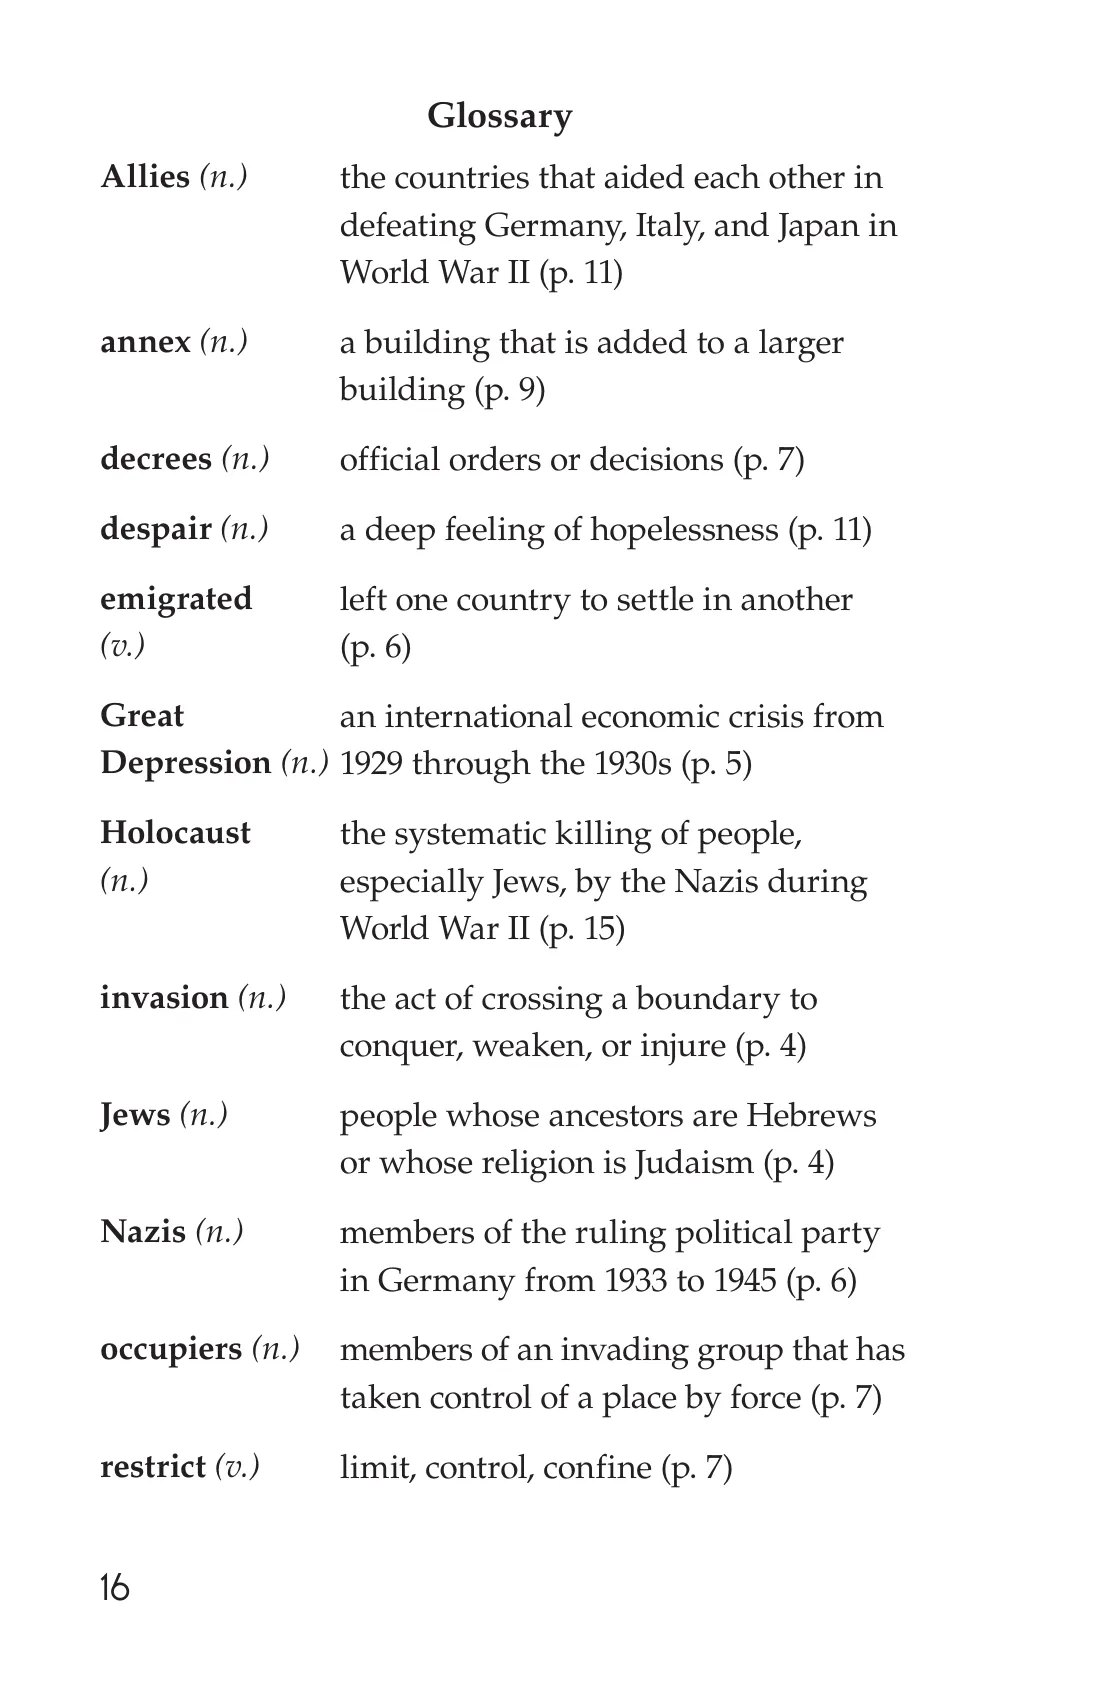 Glossary
Allies (n.) the countries that aided each other in
defeating Germany, Italy, and Japan in
World War II (p. 11)
annex (n.) a building that is added to a larger
building (p. 9)
decrees (n.) official orders or decisions (p. 7)
despair (n.) a deep feeling of hopelessness (p. 11)
emigrated left one country to settle in another
(v.) (p. 6)
Great an international economic crisis from
Depression (n.) 1929 through the 1930s (p. 5)
Holocaust the systematic killing of people,
(n.) especially Jews, by the Nazis during
World War II (p. 15)
invasion (n.) the act of crossing a boundary to
conquer, weaken, or injure (p. 4)
Jews (n.) people whose ancestors are Hebrews
or whose religion is Judaism (p. 4)
Nazis (n.) members of the ruling political party
in Germany from 1933 to 1945 (p. 6)
occupiers (n.) members of an invading group that has
taken control of a place by force (p. 7)
restrict (v.) limit, control, confine (p. 7)
16